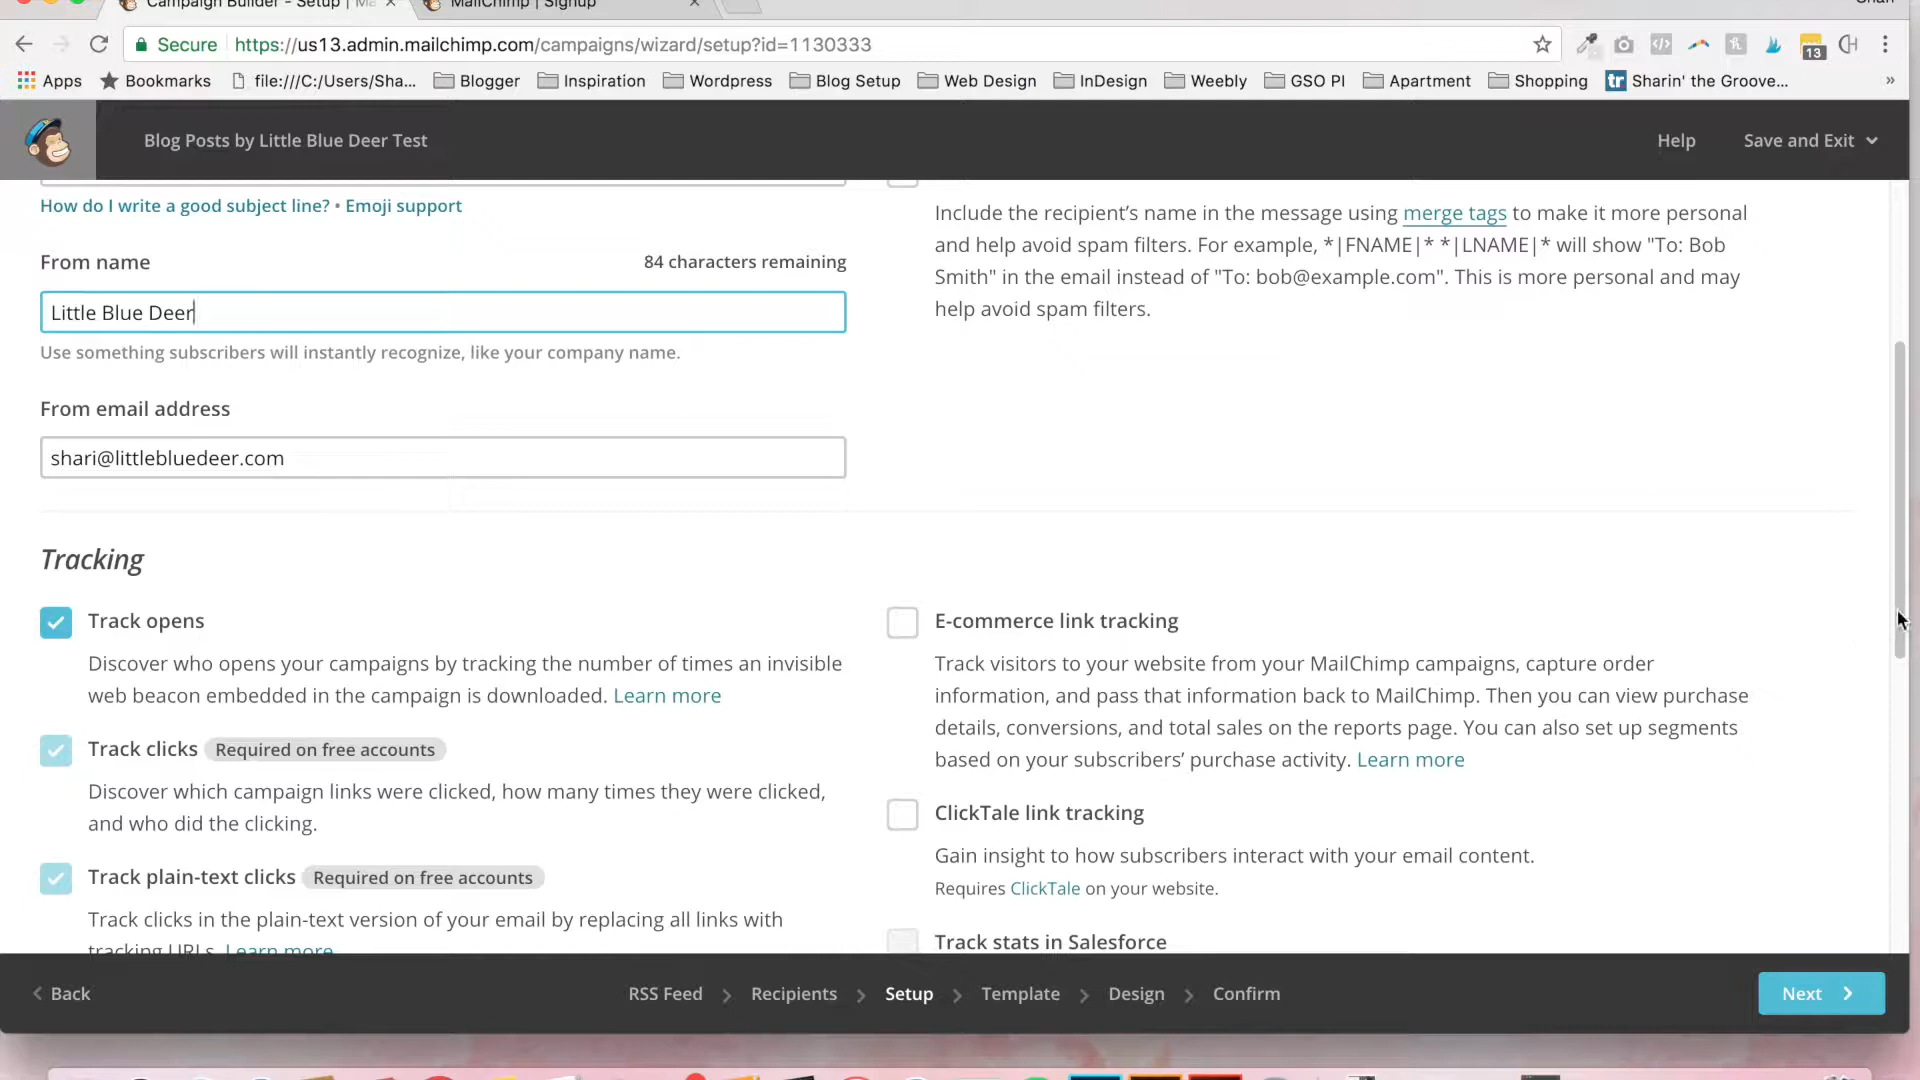 Campaign Builder - Setup | Ma
MailChimp | Signup
Shari
Secure https://us13.admin.mailchimp.com/campaigns/wizard/setup?id=1130333
13
Apps Bookmarks file:///C:/Users/Sha... Blogger Inspiration Wordpress Blog Setup Web Design InDesign Weebly GSO PI Apartment Shopping tr Sharin' the Groove... »
Blog Posts by Little Blue Deer Test
Help
Save and Exit
How do I write a good subject line? • Emoji support
From name
84 characters remaining
Little Blue Deer
Use something subscribers will instantly recognize, like your company name.
From email address
shari@littlebluedeer.com
Include the recipient’s name in the message using merge tags to make it more personal
and help avoid spam filters. For example, *|FNAME|* *|LNAME|* will show "To: Bob
Smith" in the email instead of "To: bob@example.com". This is more personal and may
help avoid spam filters.
Tracking
Track opens
Discover who opens your campaigns by tracking the number of times an invisible
web beacon embedded in the campaign is downloaded. Learn more
Track clicks Required on free accounts
Discover which campaign links were clicked, how many times they were clicked,
and who did the clicking.
Track plain-text clicks Required on free accounts
Track clicks in the plain-text version of your email by replacing all links with
tracking URLs. Learn more
E-commerce link tracking
Track visitors to your website from your MailChimp campaigns, capture order
information, and pass that information back to MailChimp. Then you can view purchase
details, conversions, and total sales on the reports page. You can also set up segments
based on your subscribers’ purchase activity. Learn more
ClickTale link tracking
Gain insight to how subscribers interact with your email content.
Requires ClickTale on your website.
Track stats in Salesforce
Back
RSS Feed > Recipients > Setup > Template > Design > Confirm
Next